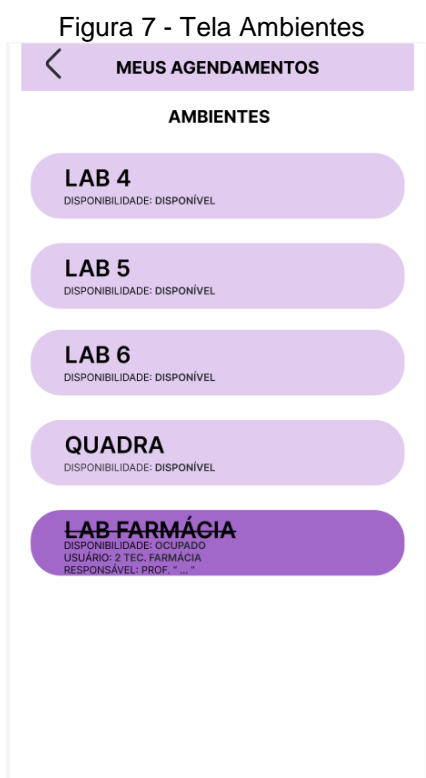 Figura 7 - Tela Ambientes
MEUS AGENDAMENTOS
AMBIENTES
LAB 4
DISPONIBILIDADE: DISPONÍVEL
LAB 5
DISPONIBILIDADE: DISPONÍVEL
LAB 6
DISPONIBILIDADE: DISPONÍVEL
QUADRA
DISPONIBILIDADE: DISPONÍVEL
LAB FARMÁCIA
DISPONIBILIDADE: OCUPADO
USUÁRIO: 2 TEC. FARMÁCIA
RESPONSÁVEL: PROF. “ ... ”